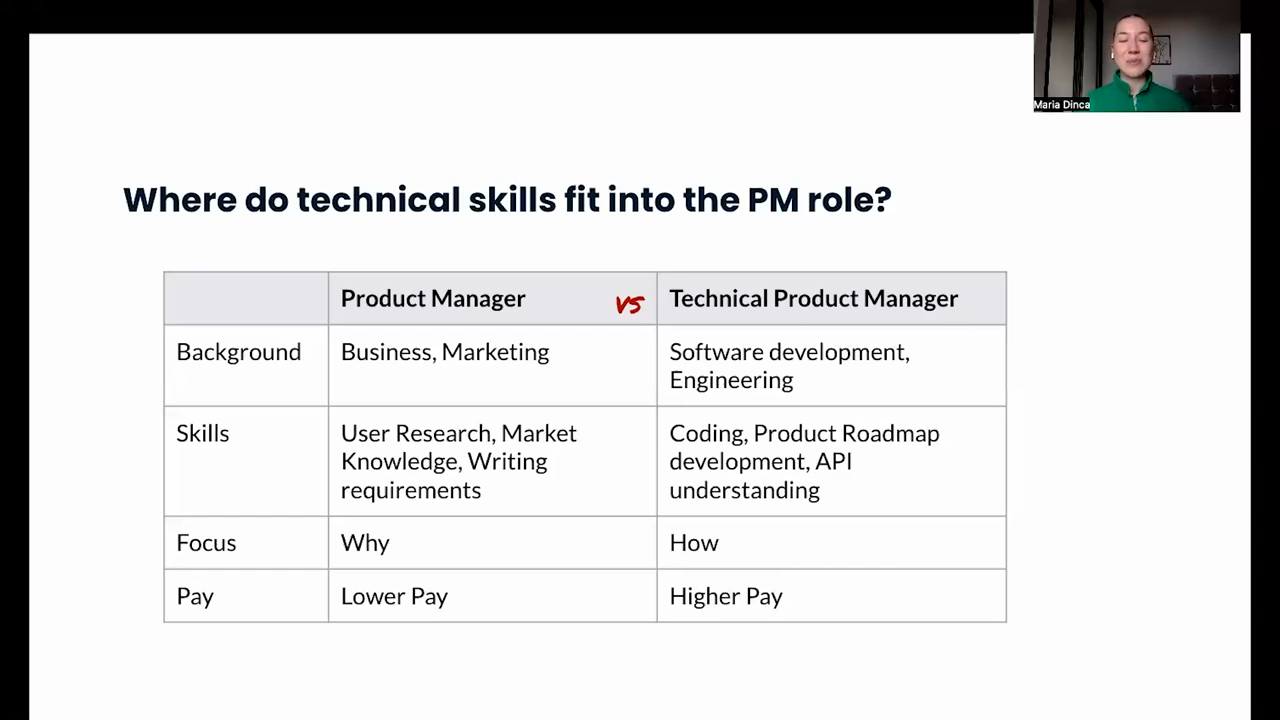 Maria Dinca
Where do technical skills fit into the PM role?
Product Manager vs Technical Product Manager
Background
Business, Marketing
Software development,
Engineering
Skills
User Research, Market
Knowledge, Writing
requirements
Coding, Product Roadmap
development, API
understanding
Focus
Why
How
Pay
Lower Pay
Higher Pay